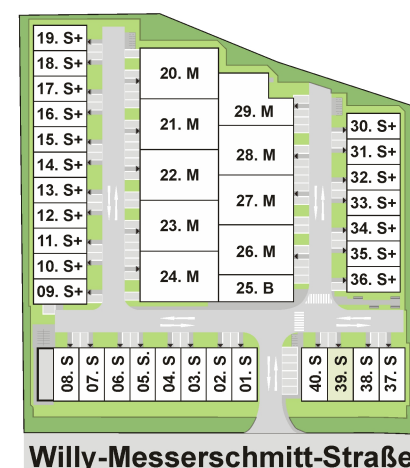 19. S+
18. S+
17. S+
16. S+
15. S+
14. S+
13. S+
12. S+
11. S+
10. S+
09. S+
20. M
21. M
22. M
23. M
24. M
29. M
28. M
27. M
26. M
25. B
30. S+
31. S+
32. S+
33. S+
34. S+
35. S+
36. S+
08. S
07. S
06. S
05. S.
04. S
03. S
02. S
01. S
40. S
39. S
38. S
37. S
Willy-Messerschmitt-Straße